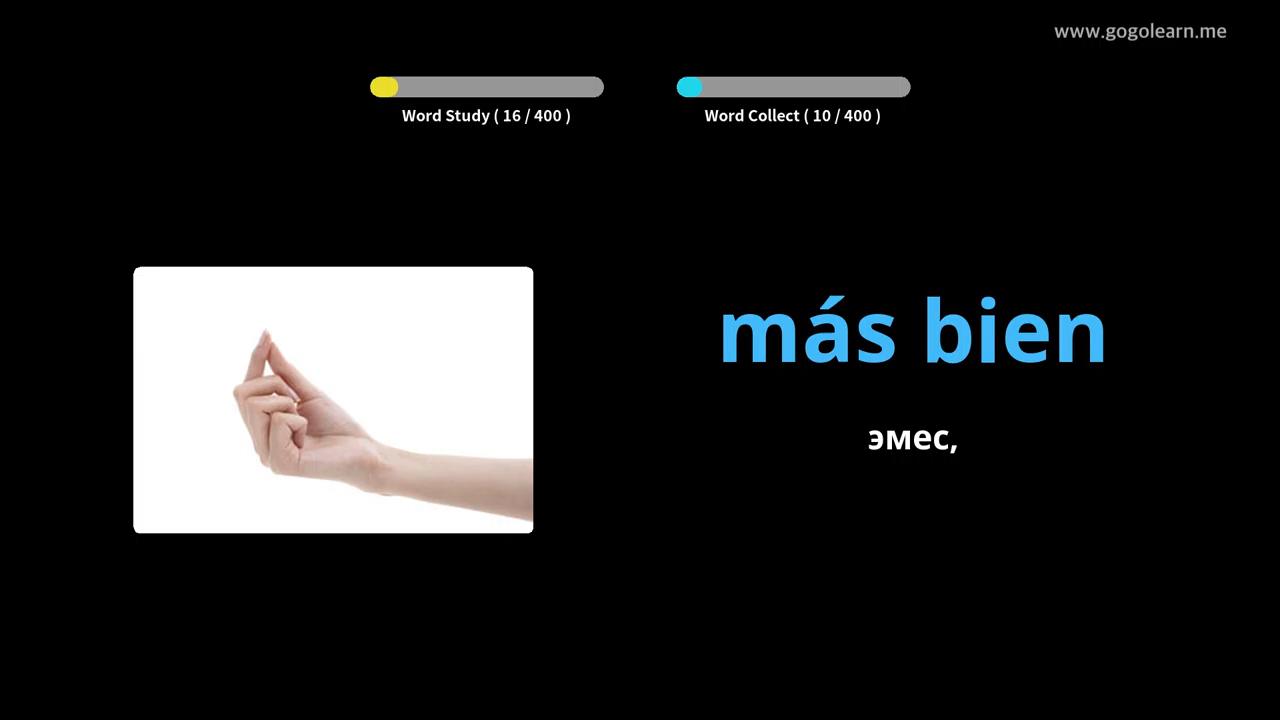 www.gogolearn.me
Word Study ( 16 / 400 )
Word Collect ( 10 / 400 )
más bien
эмес,